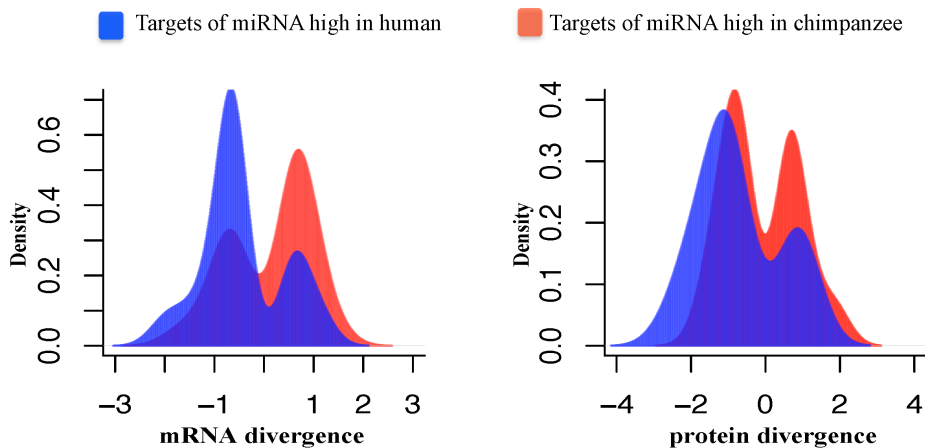 Targets of miRNA high in human
Targets of miRNA high in chimpanzee
Density
0.0 0.2 0.4 0.6
−3 −1 1 3
mRNA divergence
Density
0.0 0.1 0.2 0.3 0.4
−4 −2 0 2 4
protein divergence